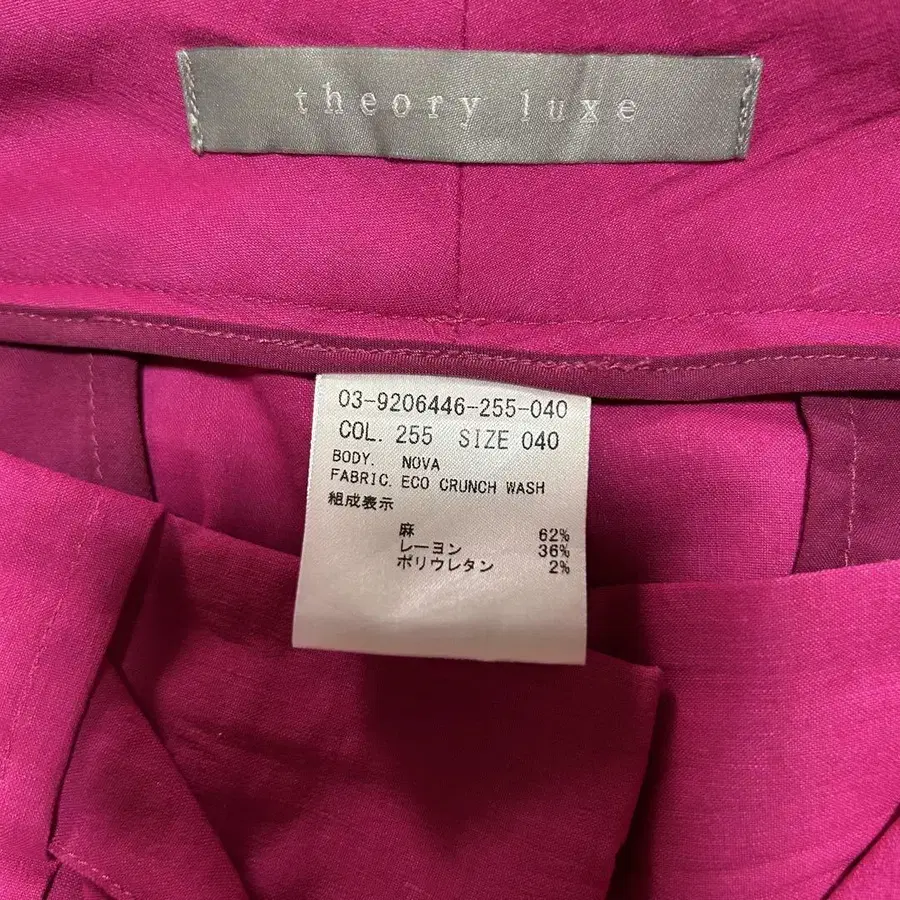 theory luxe
03-9206446-255-040
COL. 255 SIZE 040
BODY. NOVA
FABRIC. ECO CRUNCH WASH
組成表示
麻 62%
レーヨン 36%
ポリウレタン 2%